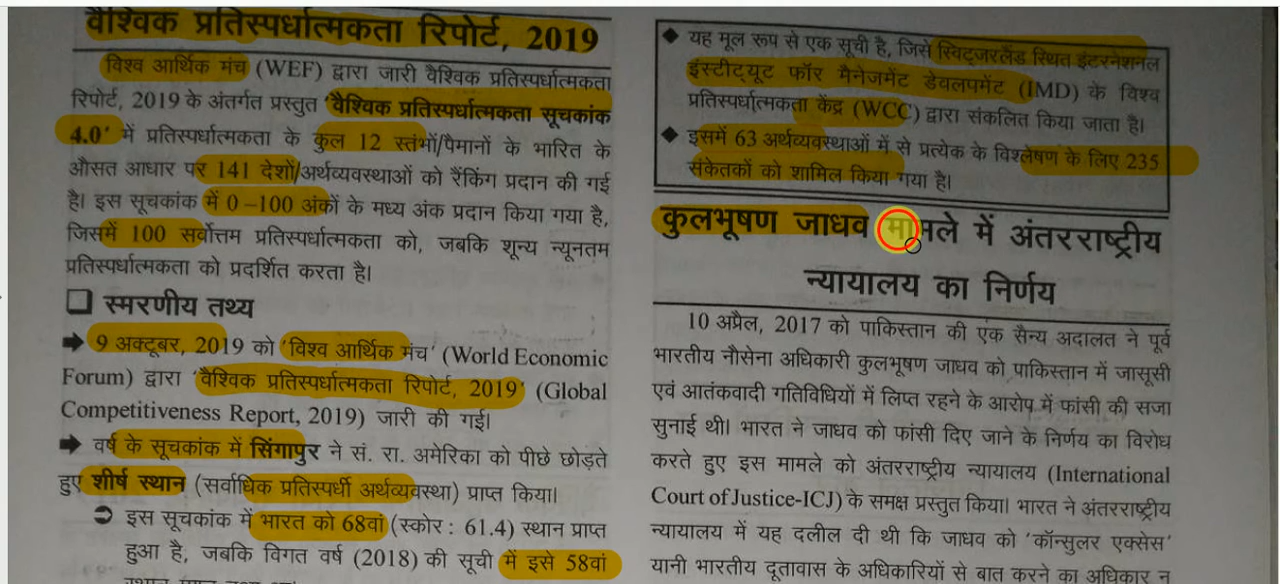 वैश्विक प्रतिस्पर्धात्मकता रिपोर्ट, 2019
विश्व आर्थिक मंच (WEF) द्वारा जारी वैश्विक प्रतिस्पर्धात्मकता
रिपोर्ट, 2019 के अंतर्गत प्रस्तुत 'वैश्विक प्रतिस्पर्धात्मकता सूचकांक
4.0' में प्रतिस्पर्धात्मकता के कुल 12 स्तंभों/पैमानों के भारित के
औसत आधार पर 141 देशों/अर्थव्यवस्थाओं को रैंकिंग प्रदान की गई
है। इस सूचकांक में 0–100 अंकों के मध्य अंक प्रदान किया गया है,
जिसमें 100 सर्वोत्तम प्रतिस्पर्धात्मकता को, जबकि शून्य न्यूनतम
प्रतिस्पर्धात्मकता को प्रदर्शित करता है।
❑ स्मरणीय तथ्य
➔ 9 अक्टूबर, 2019 को 'विश्व आर्थिक मंच' (World Economic
Forum) द्वारा 'वैश्विक प्रतिस्पर्धात्मकता रिपोर्ट, 2019' (Global
Competitiveness Report, 2019) जारी की गई।
➔ वर्ष के सूचकांक में सिंगापुर ने सं. रा. अमेरिका को पीछे छोड़ते
हुए शीर्ष स्थान (सर्वाधिक प्रतिस्पर्धी अर्थव्यवस्था) प्राप्त किया।
➲ इस सूचकांक में भारत को 68वां (स्कोर : 61.4) स्थान प्राप्त
हुआ है, जबकि विगत वर्ष (2018) की सूची में इसे 58वां
◆ यह मूल रूप से एक सूची है, जिसे स्विट्जरलैंड स्थित इंटरनेशनल
इंस्टीट्यूट फॉर मैनेजमेंट डेवलपमेंट (IMD) के विश्व
प्रतिस्पर्धात्मकता केंद्र (WCC) द्वारा संकलित किया जाता है।
◆ इसमें 63 अर्थव्यवस्थाओं में से प्रत्येक के विश्लेषण के लिए 235
संकेतकों को शामिल किया गया है।
कुलभूषण जाधव मामले में अंतरराष्ट्रीय
न्यायालय का निर्णय
10 अप्रैल, 2017 को पाकिस्तान की एक सैन्य अदालत ने पूर्व
भारतीय नौसेना अधिकारी कुलभूषण जाधव को पाकिस्तान में जासूसी
एवं आतंकवादी गतिविधियों में लिप्त रहने के आरोप में फांसी की सजा
सुनाई थी। भारत ने जाधव को फांसी दिए जाने के निर्णय का विरोध
करते हुए इस मामले को अंतरराष्ट्रीय न्यायालय (International
Court of Justice-ICJ) के समक्ष प्रस्तुत किया। भारत ने अंतरराष्ट्रीय
न्यायालय में यह दलील दी थी कि जाधव को 'कॉन्सुलर एक्सेस'
यानी भारतीय दूतावास के अधिकारियों से बात करने का अधिकार न